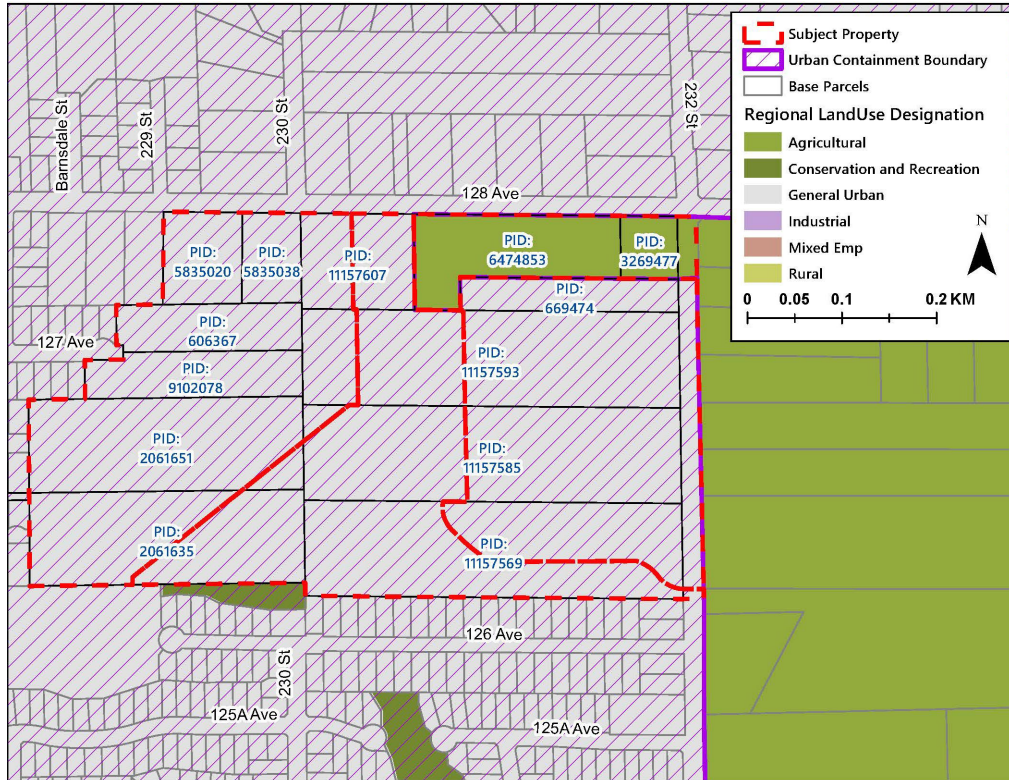 Subject Property
Urban Containment Boundary
Base Parcels
Regional LandUse Designation
Agricultural
Conservation and Recreation
General Urban
Industrial
Mixed Emp
Rural
N
0 0.05 0.1 0.2 KM
Barnsdale St
229 St
230 St
232 St
128 Ave
PID:
5835020
PID:
5835038
PID:
11157607
PID:
6474853
PID:
3269477
PID:
669474
PID:
606367
127 Ave
PID:
11157593
PID:
9102078
PID:
2061651
PID:
11157585
PID:
2061635
PID:
11157569
126 Ave
230 St
125A Ave
125A Ave